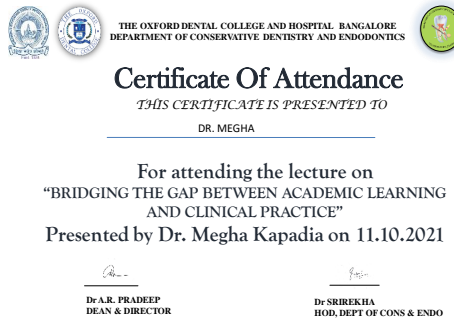 THE OXFORD DENTAL COLLEGE AND HOSPITAL BANGALORE
DEPARTMENT OF CONSERVATIVE DENTISTRY AND ENDODONTICS
Certificate Of Attendance
THIS CERTIFICATE IS PRESENTED TO
DR. MEGHA
For attending the lecture on
“BRIDGING THE GAP BETWEEN ACADEMIC LEARNING
AND CLINICAL PRACTICE”
Presented by Dr. Megha Kapadia on 11.10.2021
Dr A.R. PRADEEP
DEAN & DIRECTOR
Dr SRIREKHA
HOD, DEPT OF CONS & ENDO